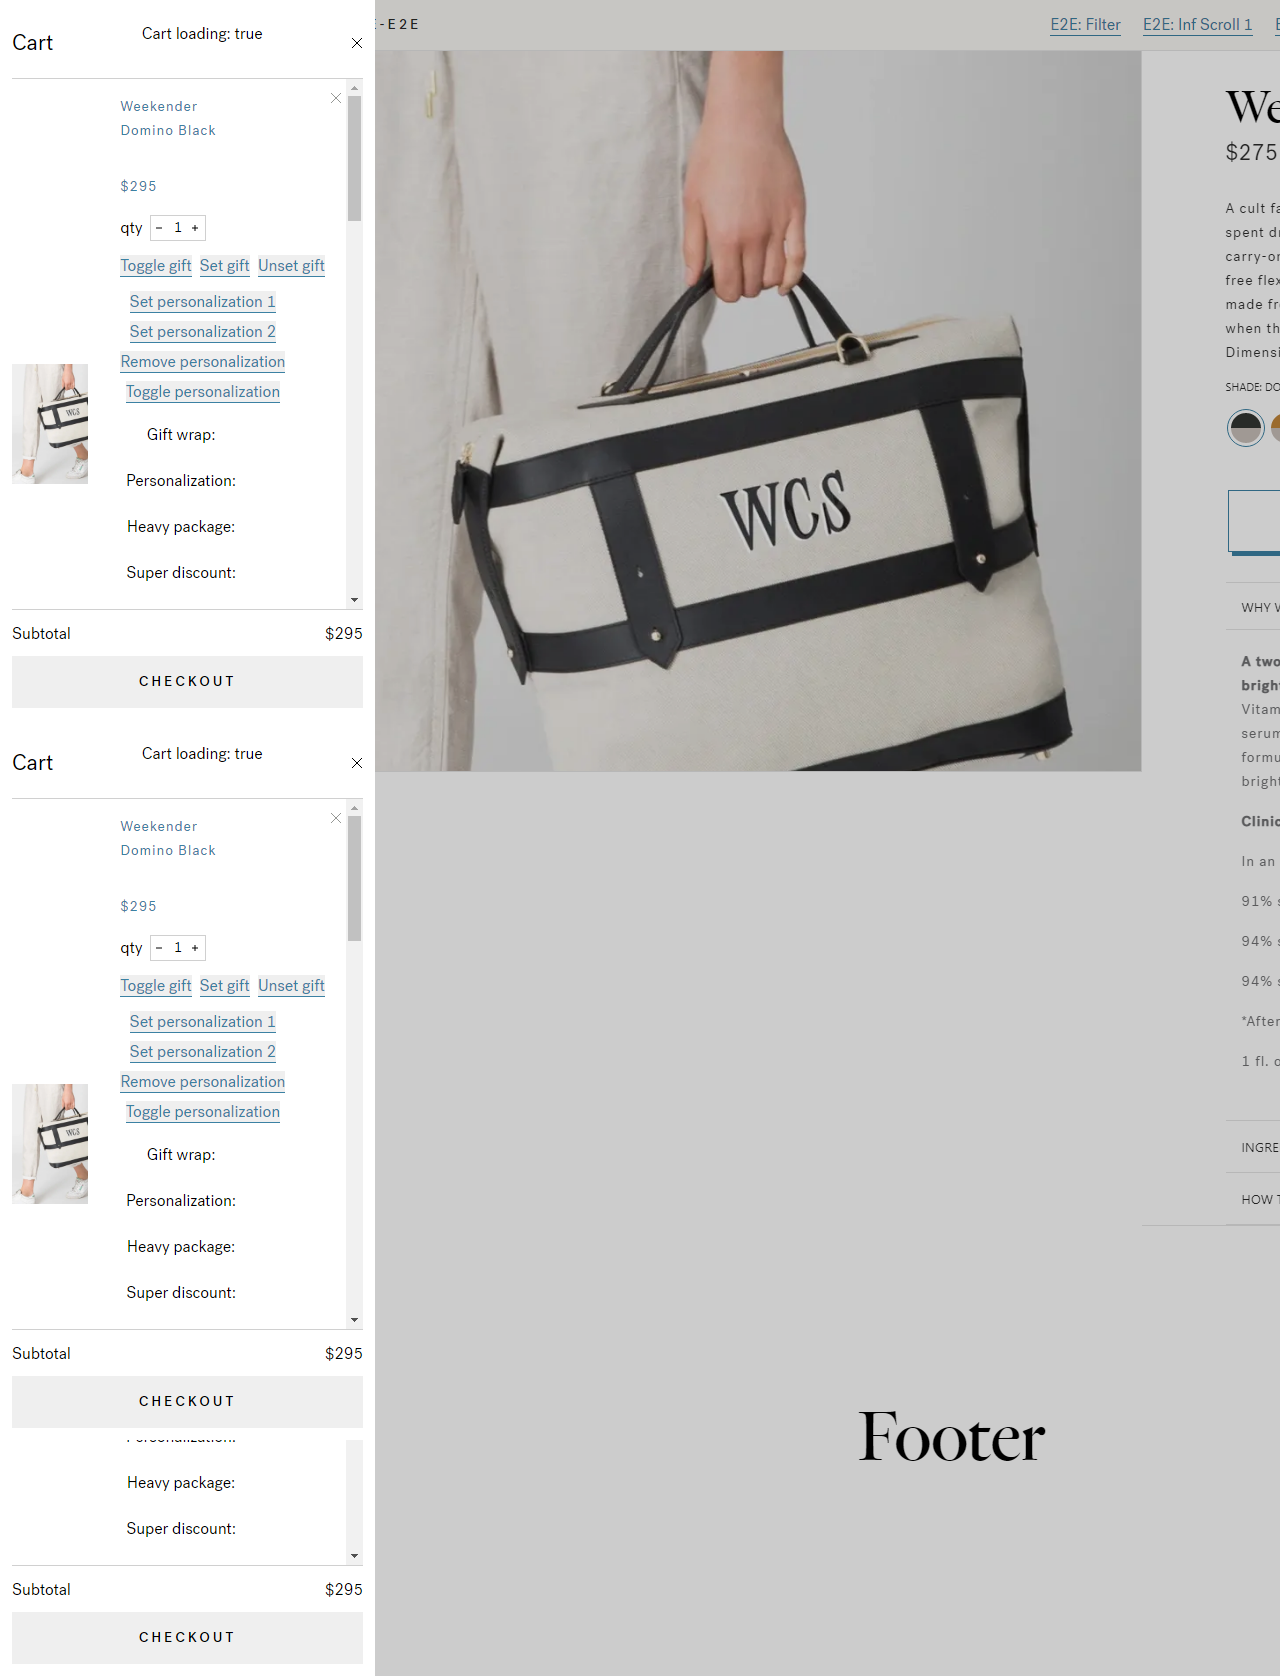 Cart
Cart loading: true
Weekender
Domino Black
$295
qty − 1 +
Toggle gift Set gift Unset gift
Set personalization 1
Set personalization 2
Remove personalization
Toggle personalization
Gift wrap:
Personalization:
Heavy package:
Super discount:
Subtotal $295
CHECKOUT
Cart
Cart loading: true
Weekender
Domino Black
$295
qty − 1 +
Toggle gift Set gift Unset gift
Set personalization 1
Set personalization 2
Remove personalization
Toggle personalization
Gift wrap:
Personalization:
Heavy package:
Super discount:
Subtotal $295
CHECKOUT
Personalization:
Heavy package:
Super discount:
Subtotal $295
CHECKOUT
-E2E
E2E: Filter E2E: Inf Scroll 1
WCS
We
$275
A cult fa
spent dr
carry-or
free flex
made fr
when th
Dimensi
SHADE: DO
WHY W
A two
bright
Vitam
serum
formu
bright
Clinic
In an
91% s
94% s
94% s
*After
1 fl. o
INGRE
HOW T
Footer